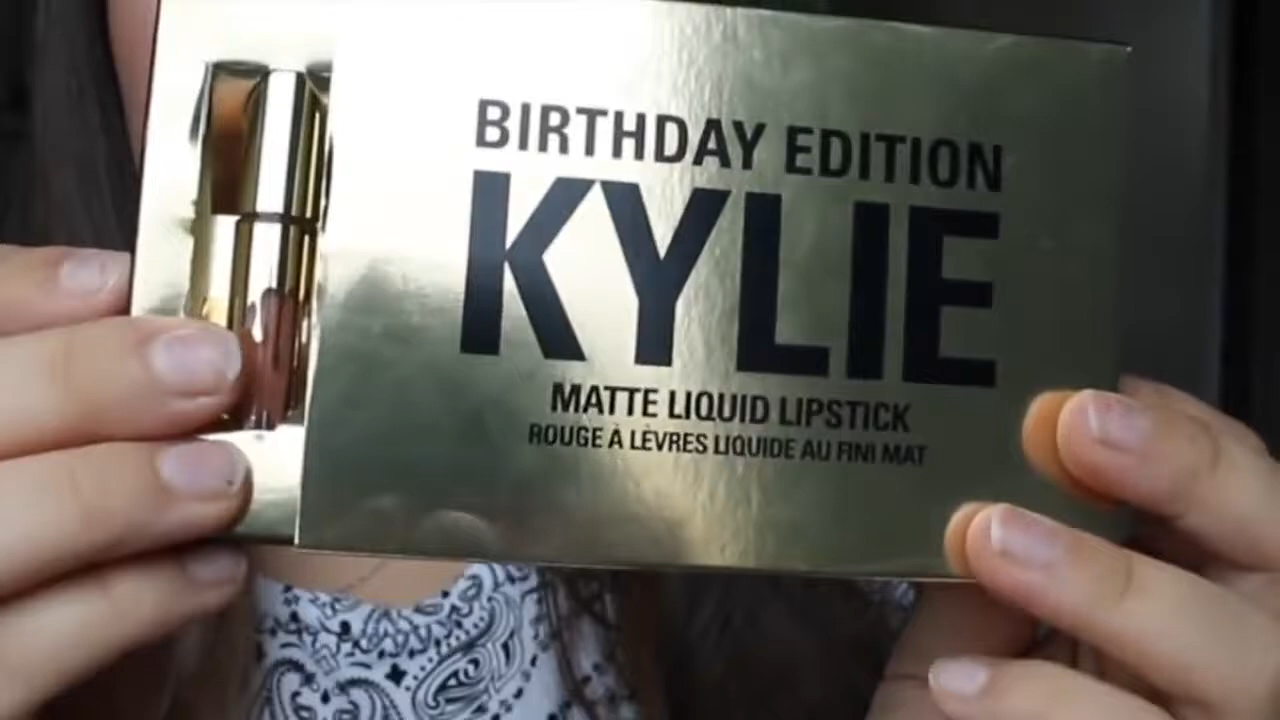 BIRTHDAY EDITION
KYLIE
MATTE LIQUID LIPSTICK
ROUGE À LÈVRES LIQUIDE AU FINI MAT